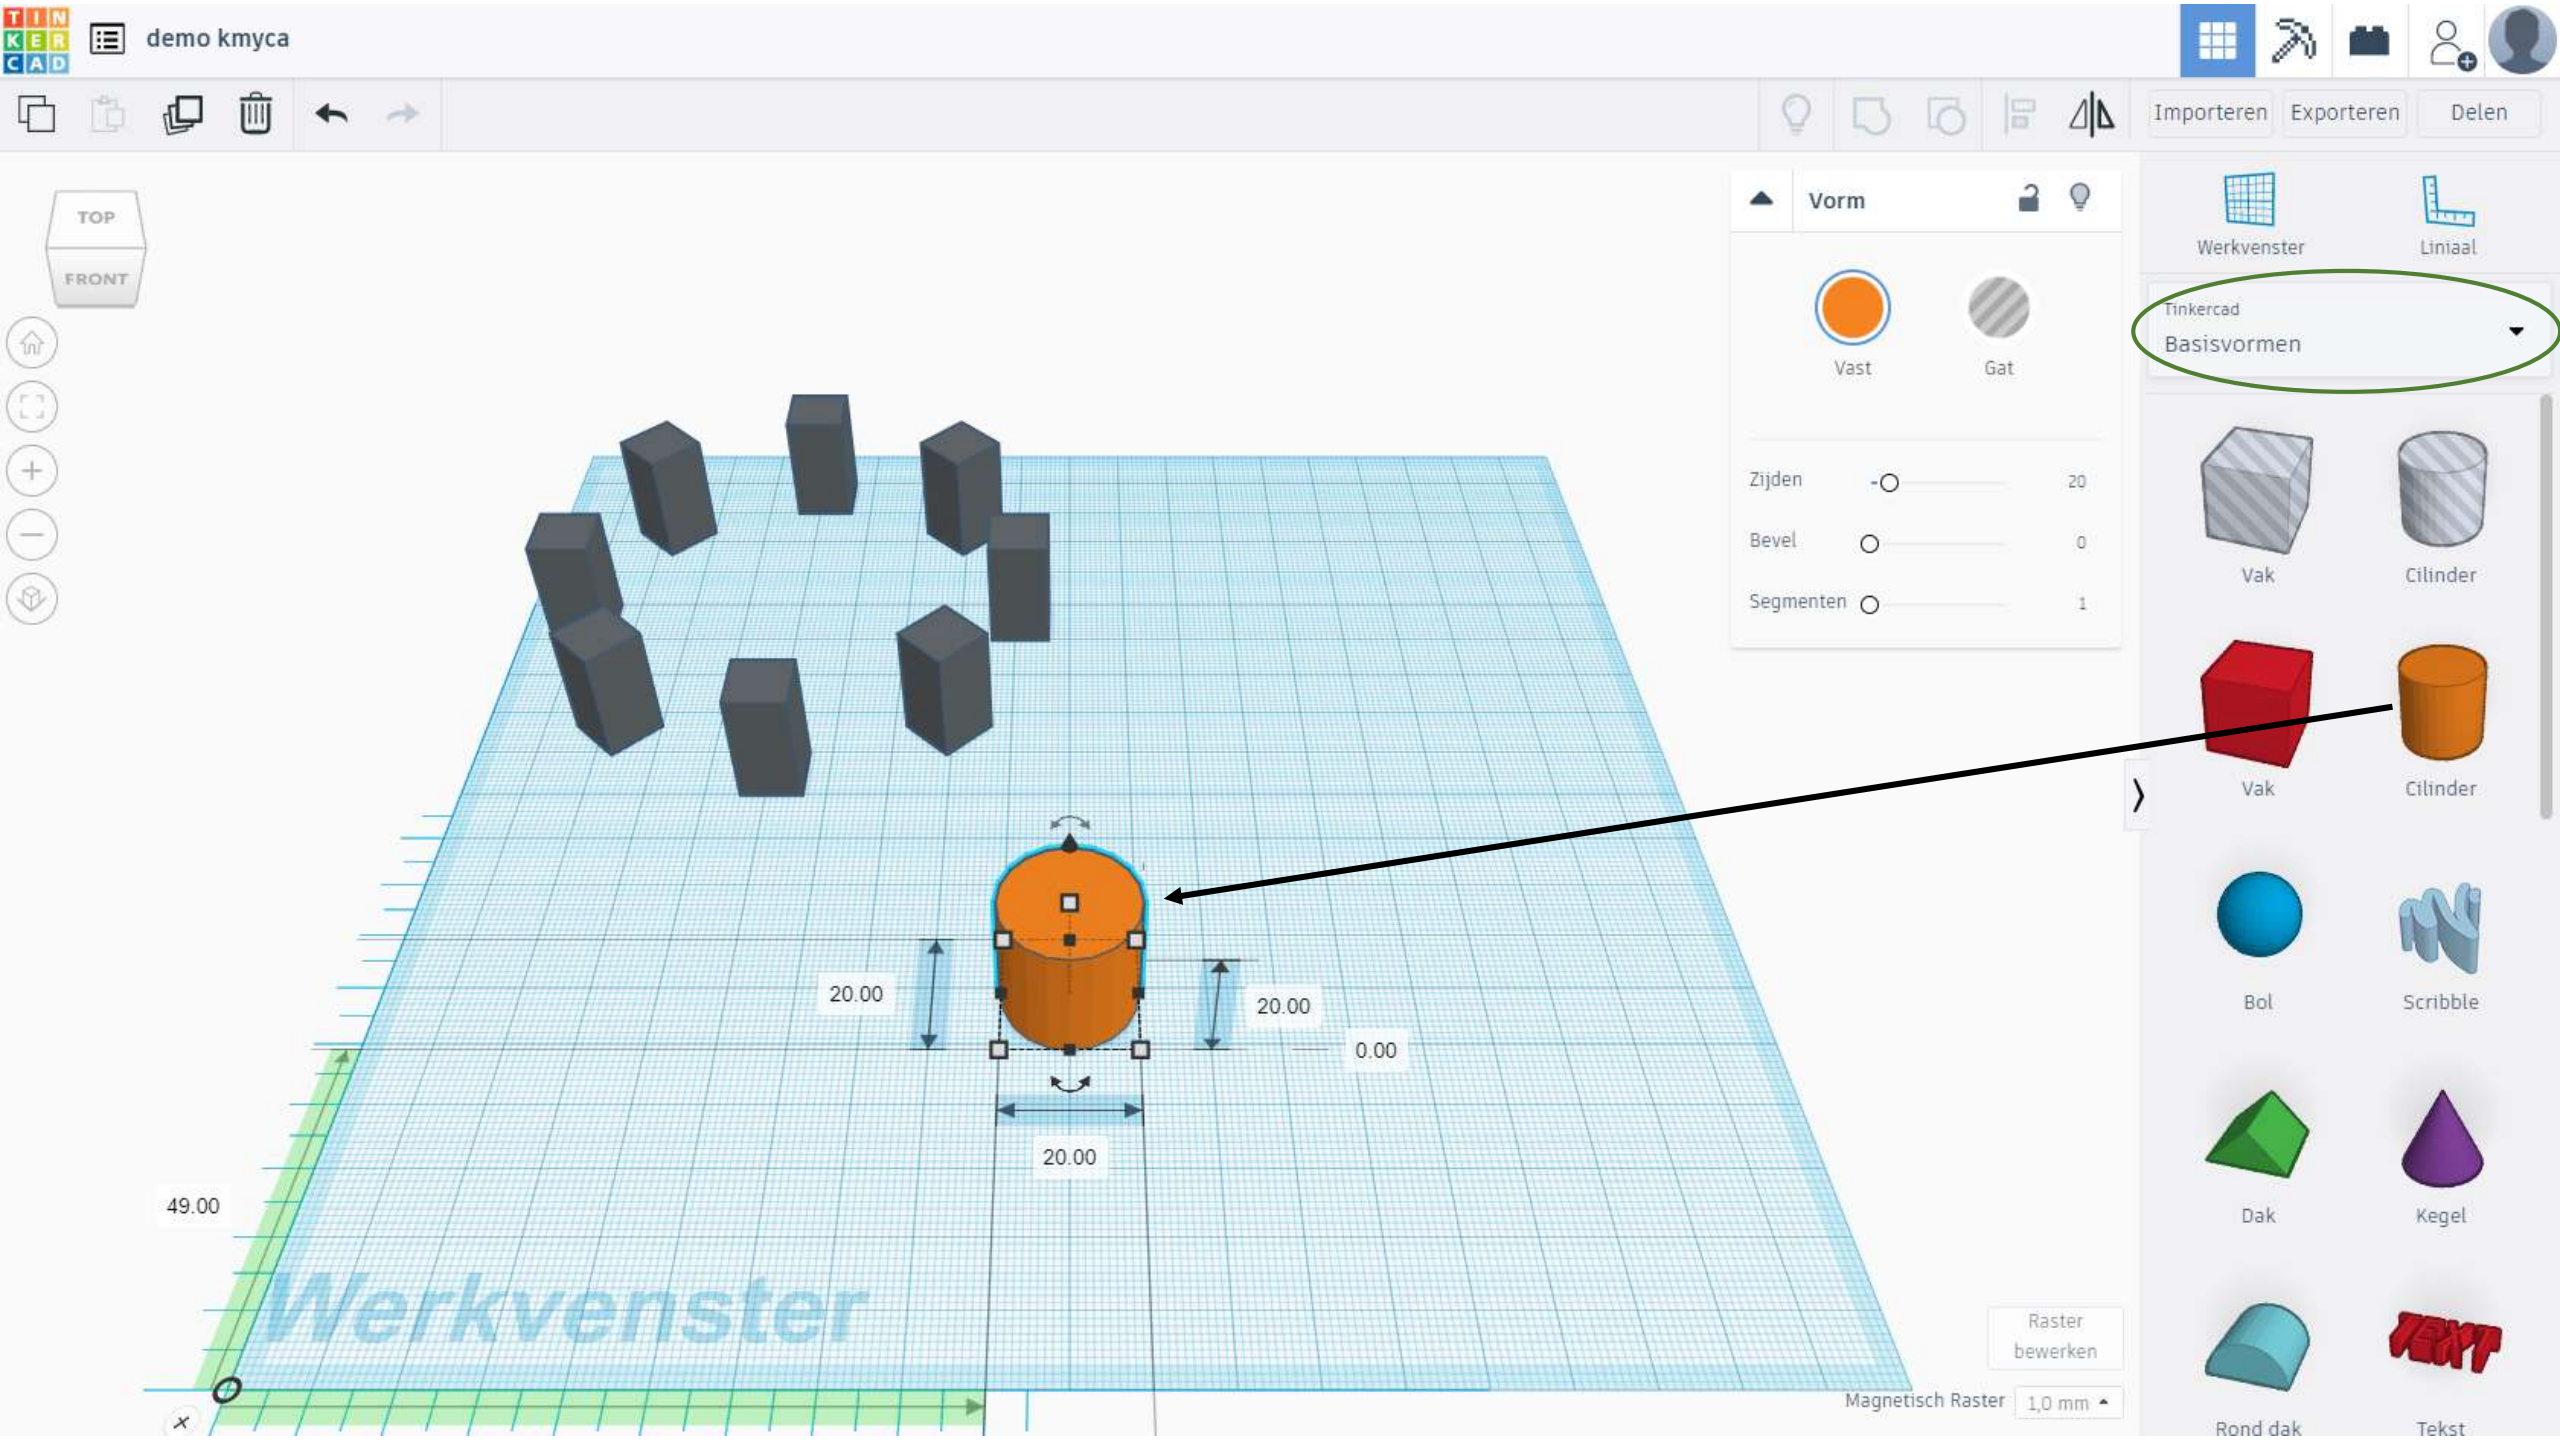 TIN
KER
CAD
demo kmyca
Importeren
Exporteren
Delen
TOP
FRONT
Vorm
Vast
Gat
Zijden
20
Bevel
0
Segmenten
1
Werkvenster
Liniaal
Tinkercad
Basisvormen
Vak
Cilinder
Vak
Cilinder
Bol
Scribble
Dak
Kegel
TEXT
Rond dak
Tekst
20.00
20.00
0.00
20.00
49.00
Werkvenster
Raster
bewerken
Magnetisch Raster
1,0 mm